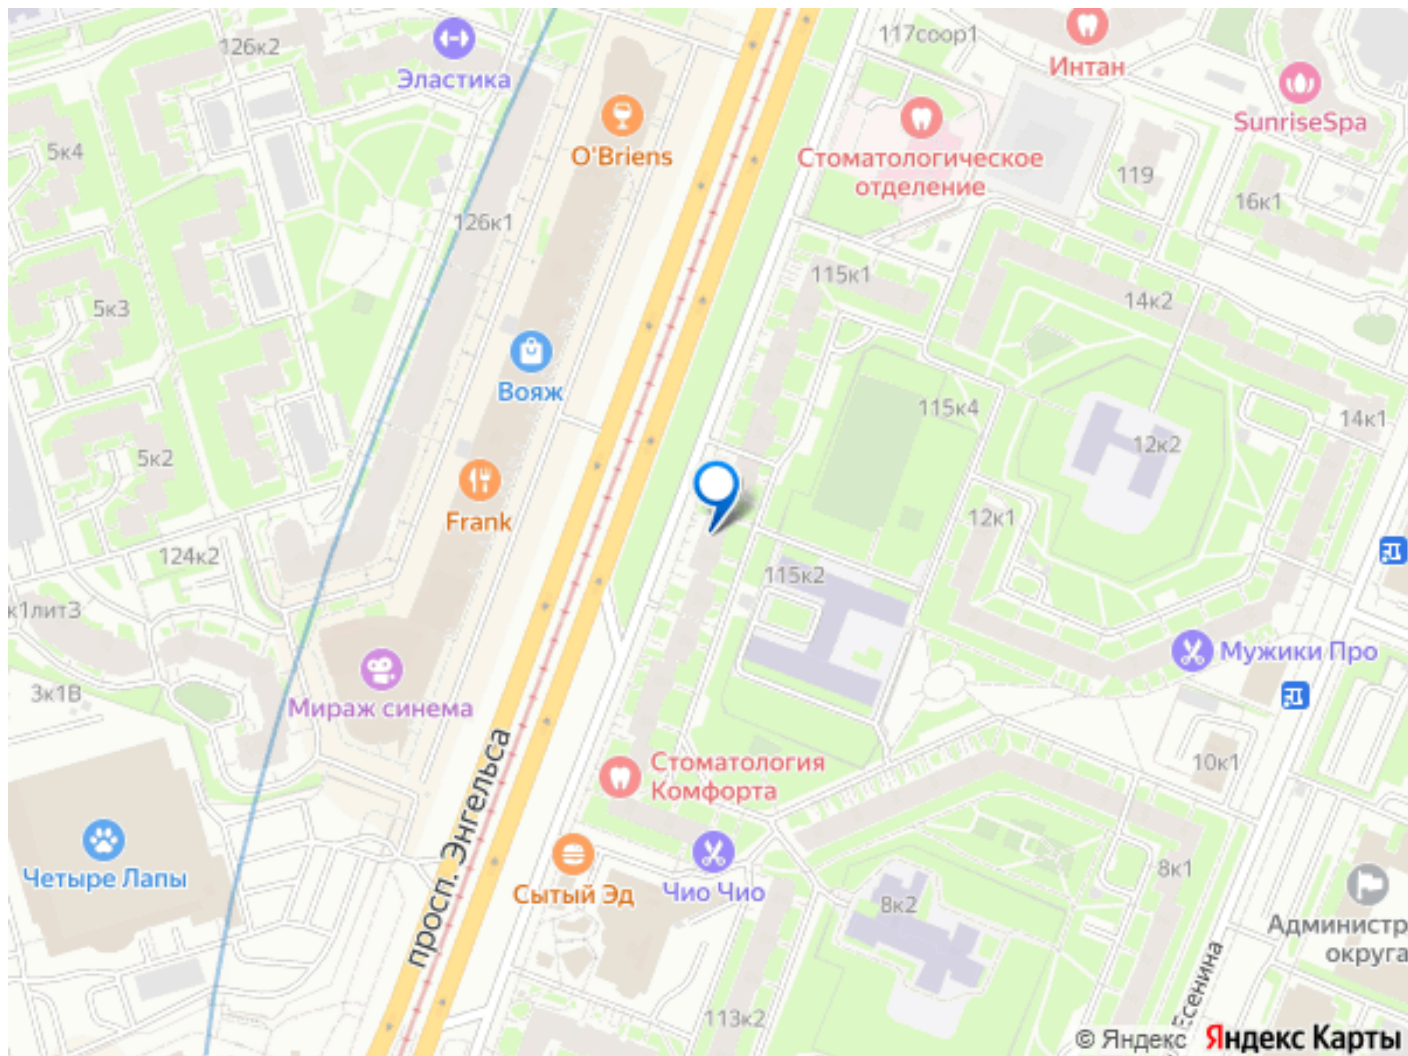 126к2
Эластика
117соор1
Интан
SunriseSpa
O'Briens
Стоматологическое
отделение
5к4
119
16к1
126к1
115к1
14к2
5к3
Вояж
115к4
14к1
12к2
5к2
Frank
12к1
124к2
115к2
к1лит3
Мужики Про
3к1В
Мираж синема
просп. Энгельса
Стоматология
Комфорта
10к1
Четыре Лапы
Сытый Эд
Чио Чио
8к1
8к2
Администр
округа
Есенина
113к2
© Яндекс Яндекс Карты